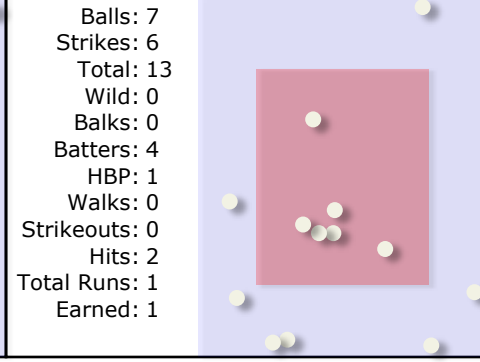 Balls: 7
Strikes: 6
Total: 13
Wild: 0
Balks: 0
Batters: 4
HBP: 1
Walks: 0
Strikeouts: 0
Hits: 2
Total Runs: 1
Earned: 1